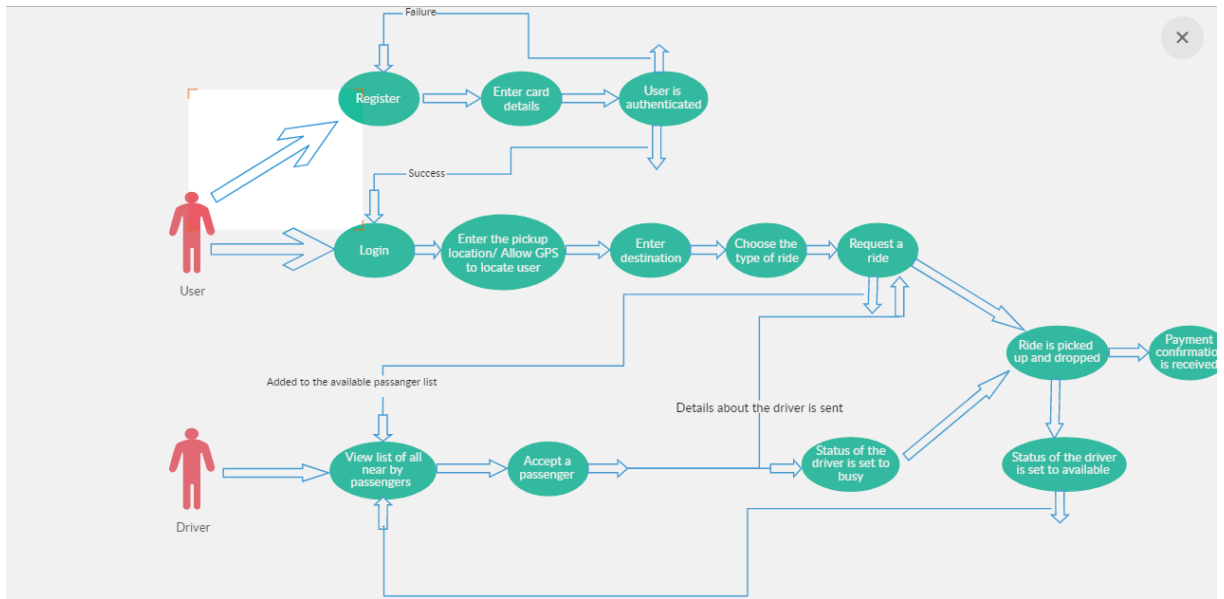 Failure
Register
Enter card
details
User is
authenticated
Success
User
Login
Enter the pickup
location/ Allow GPS
to locate user
Enter
destination
Choose the
type of ride
Request a
ride
Ride is picked
up and dropped
Payment
confirmation
is received
Added to the available passanger list
Details about the driver is sent
Driver
View list of all
near by
passengers
Accept a
passenger
Status of the
driver is set to
busy
Status of the driver
is set to available